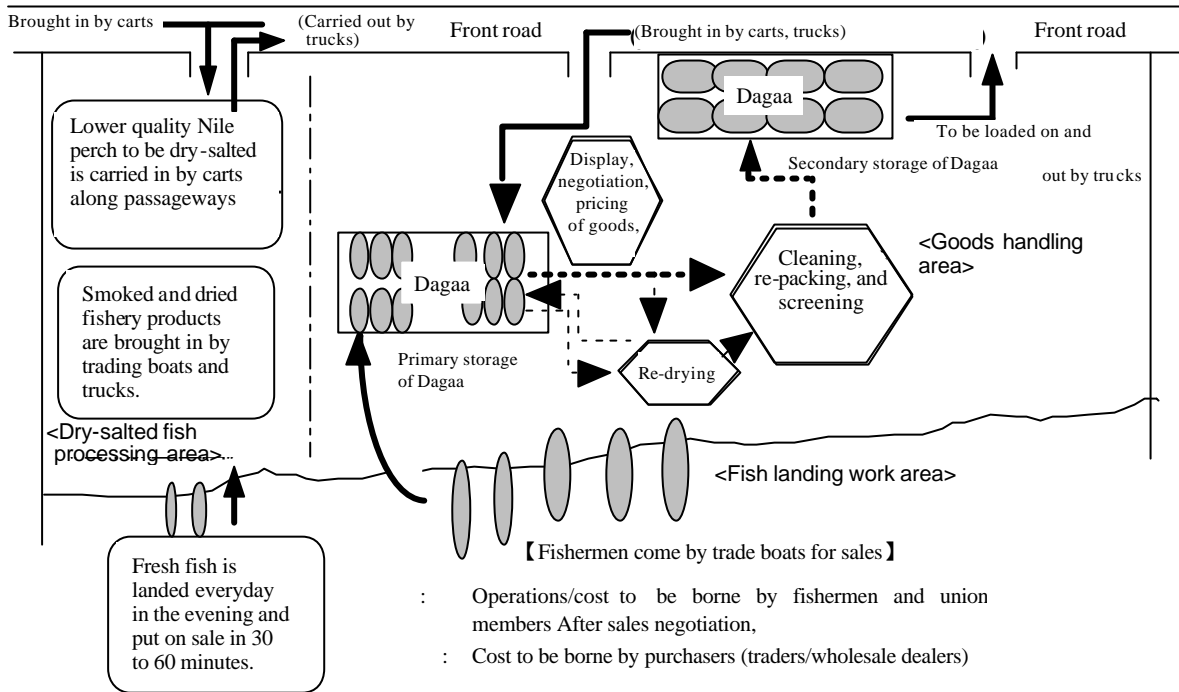 Brought in by carts
(Carried out by
trucks)
Front road
(Brought in by carts, trucks)
)
Front road
Dagaa
Lower quality Nile
perch to be dry-salted
is carried in by carts
along passageways
To be loaded on and
out by trucks
Display,
negotiation,
pricing
of goods,
Secondary storage of Dagaa
<Goods handling
area>
Cleaning,
re-packing, and
screening
Dagaa
Smoked and dried
fishery products
are brought in by
trading boats and
trucks.
Primary storage
of Dagaa
Re-drying
<Dry-salted fish
processing area>
<Fish landing work area>
【Fishermen come by trade boats for sales】
Fresh fish is
landed everyday
in the evening and
put on sale in 30
to 60 minutes.
: Operations/cost to be borne by fishermen and union
members After sales negotiation,
: Cost to be borne by purchasers (traders/wholesale dealers)